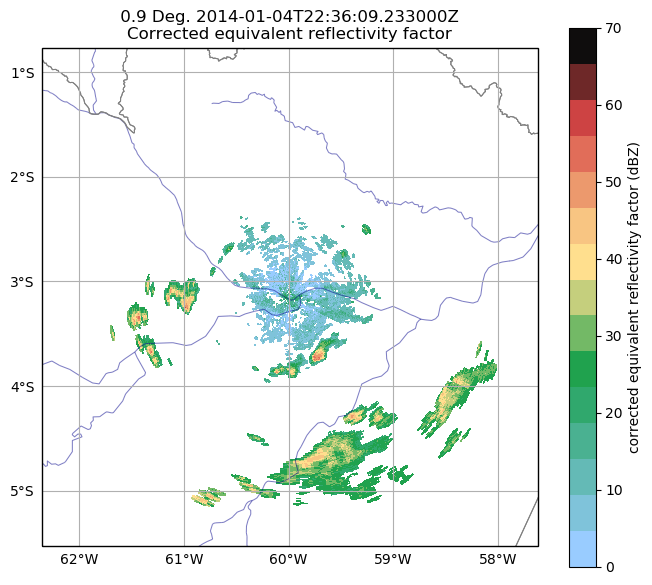 0.9 Deg. 2014-01-04T22:36:09.233000Z
Corrected equivalent reflectivity factor
1°S
2°S
3°S
4°S
5°S
62°W
61°W
60°W
59°W
58°W
70
60
50
40
30
20
10
0
corrected equivalent reflectivity factor (dBZ)